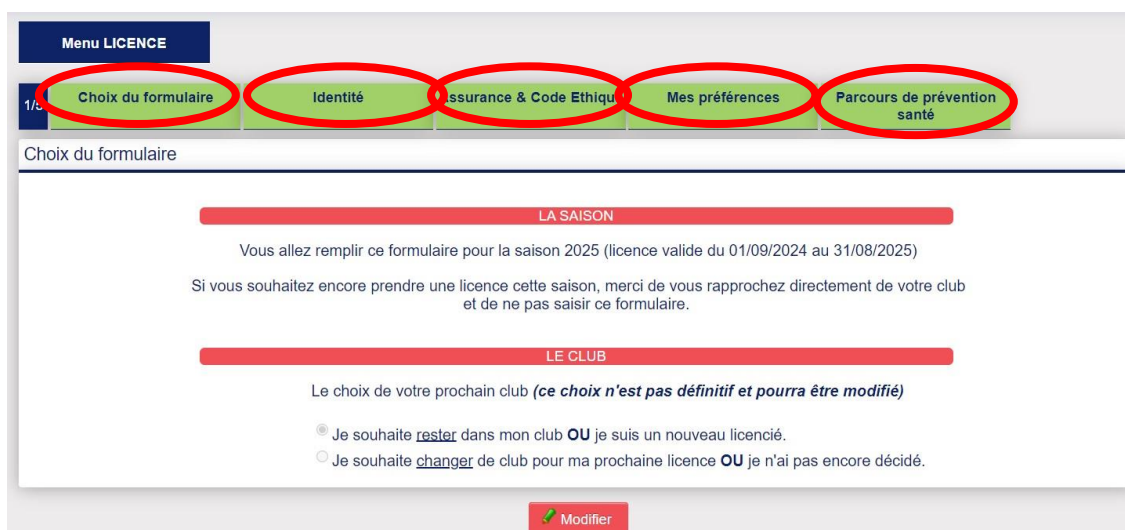 Menu LICENCE
1/5 Choix du formulaire Identité Assurance & Code Ethique Mes préférences Parcours de prévention
santé
Choix du formulaire
LA SAISON
Vous allez remplir ce formulaire pour la saison 2025 (licence valide du 01/09/2024 au 31/08/2025)
Si vous souhaitez encore prendre une licence cette saison, merci de vous rapprochez directement de votre club
et de ne pas saisir ce formulaire.
LE CLUB
Le choix de votre prochain club (ce choix n'est pas définitif et pourra être modifié)
Je souhaite rester dans mon club OU je suis un nouveau licencié.
Je souhaite changer de club pour ma prochaine licence OU je n'ai pas encore décidé.
Modifier